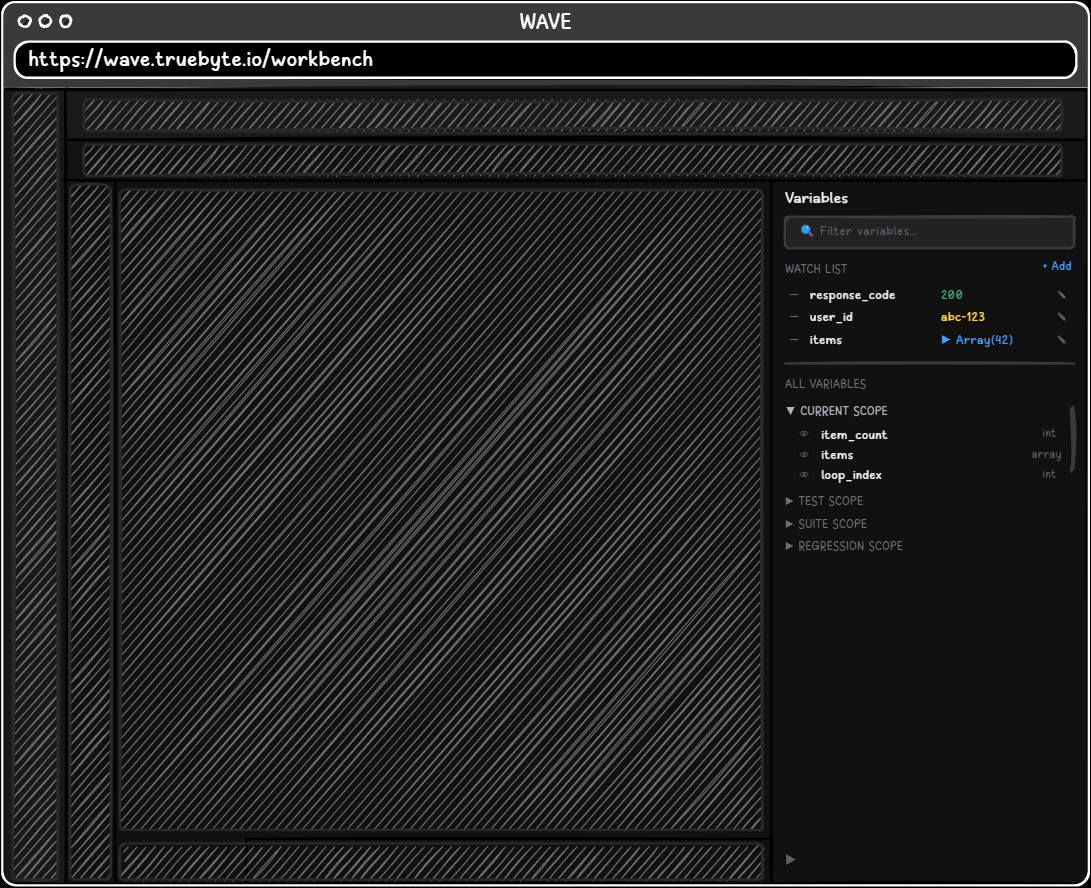 WAVE
https://wave.truebyte.io/workbench
Variables
Filter variables...
WATCH LIST + Add
response_code 200
user_id abc-123
items ▶ Array(42)
ALL VARIABLES
▼ CURRENT SCOPE
item_count int
items array
loop_index int
▶ TEST SCOPE
▶ SUITE SCOPE
▶ REGRESSION SCOPE